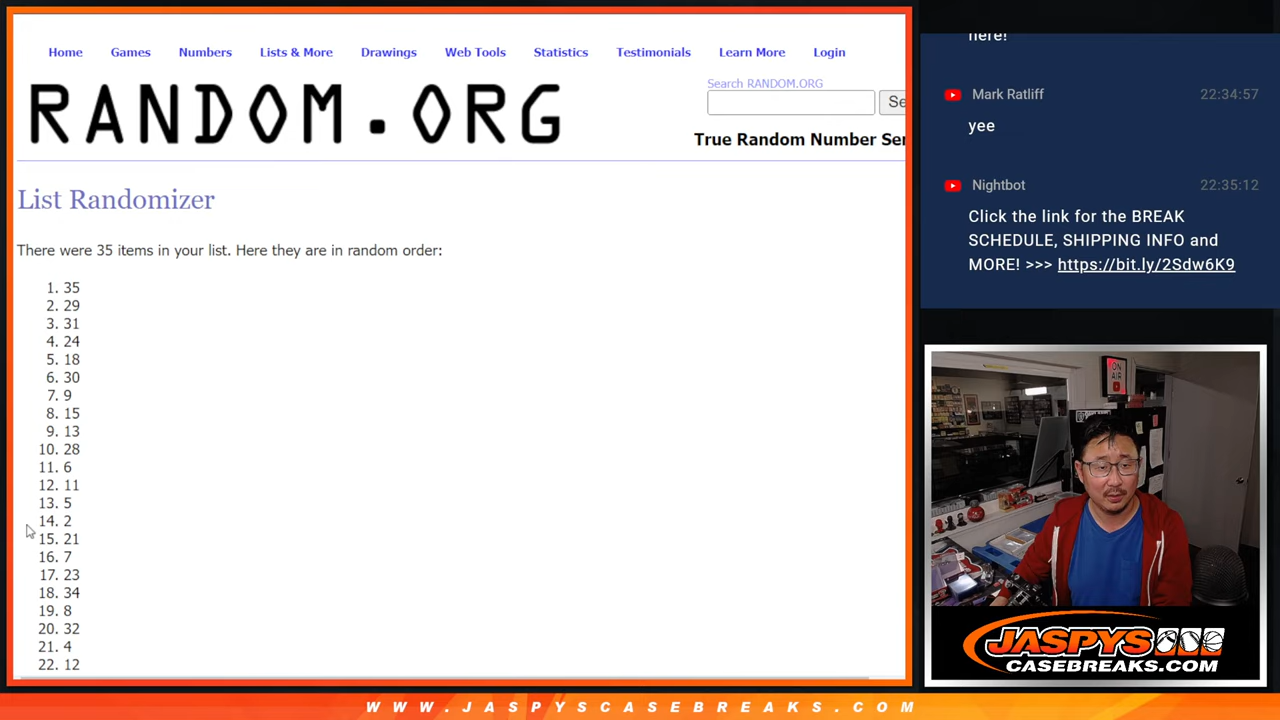 Home Games Numbers Lists & More Drawings Web Tools Statistics Testimonials Learn More Login
RANDOM.ORG
Search RANDOM.ORG
Se
True Random Number Ser
List Randomizer
There were 35 items in your list. Here they are in random order:
1. 35
2. 29
3. 31
4. 24
5. 18
6. 30
7. 9
8. 15
9. 13
10. 28
11. 6
12. 11
13. 5
14. 2
15. 21
16. 7
17. 23
18. 34
19. 8
20. 32
21. 4
22. 12
here!
Mark Ratliff 22:34:57
yee
Nightbot 22:35:12
Click the link for the BREAK
SCHEDULE, SHIPPING INFO and
MORE! >>> https://bit.ly/2Sdw6K9
ON
AIR
JASPYS
CASEBREAKS.COM
WWW.JASPYSCASEBREAKS.COM